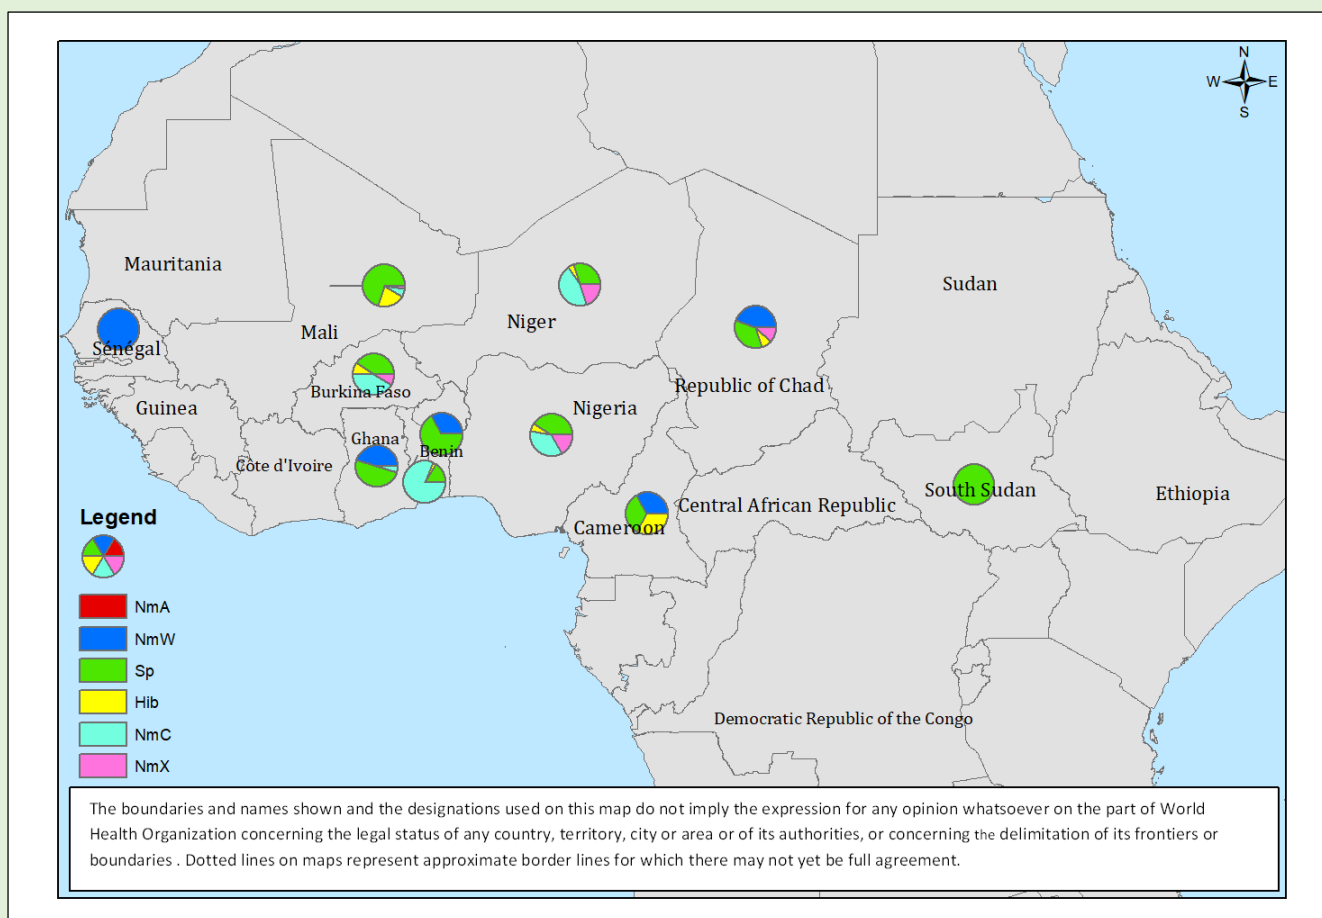 N
W E
S
Mauritania
Sudan
Mali
Niger
Sénégal
Republic of Chad
Burkina Faso
Guinea
Nigeria
Ghana
Benin
Côte d'Ivoire
South Sudan
Ethiopia
Central African Republic
Cameroon
Legend
NmA
NmW
Sp
Hib
NmC
NmX
Democratic Republic of the Congo
The boundaries and names shown and the designations used on this map do not imply the expression for any opinion whatsoever on the part of World
Health Organization concerning the legal status of any country, territory, city or area or of its authorities, or concerning the delimitation of its frontiers or
boundaries . Dotted lines on maps represent approximate border lines for which there may not yet be full agreement.